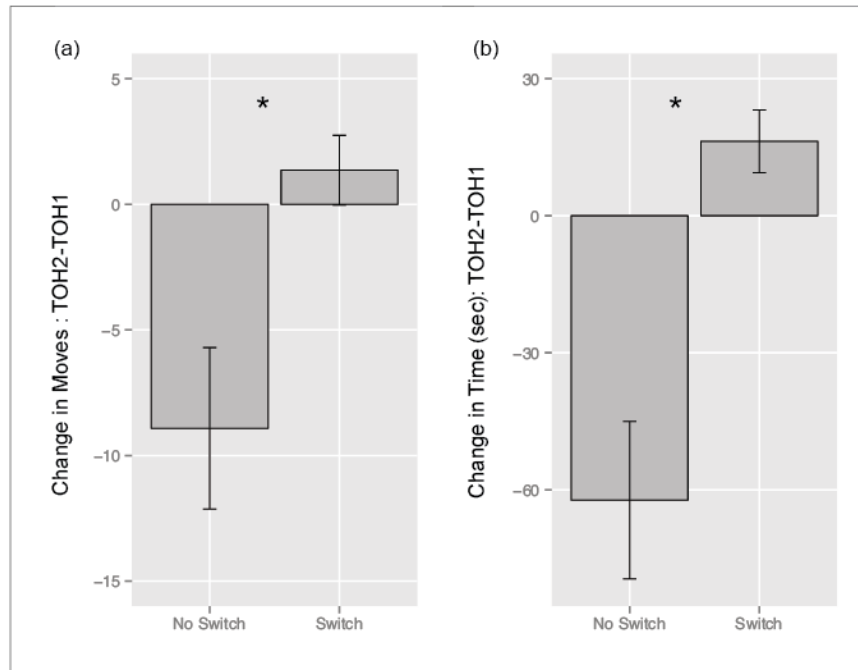 (a)
5
*
0
−5
−10
−15
Change in Moves : TOH2-TOH1
No Switch
Switch
(b)
30
*
0
−30
−60
Change in Time (sec): TOH2-TOH1
No Switch
Switch